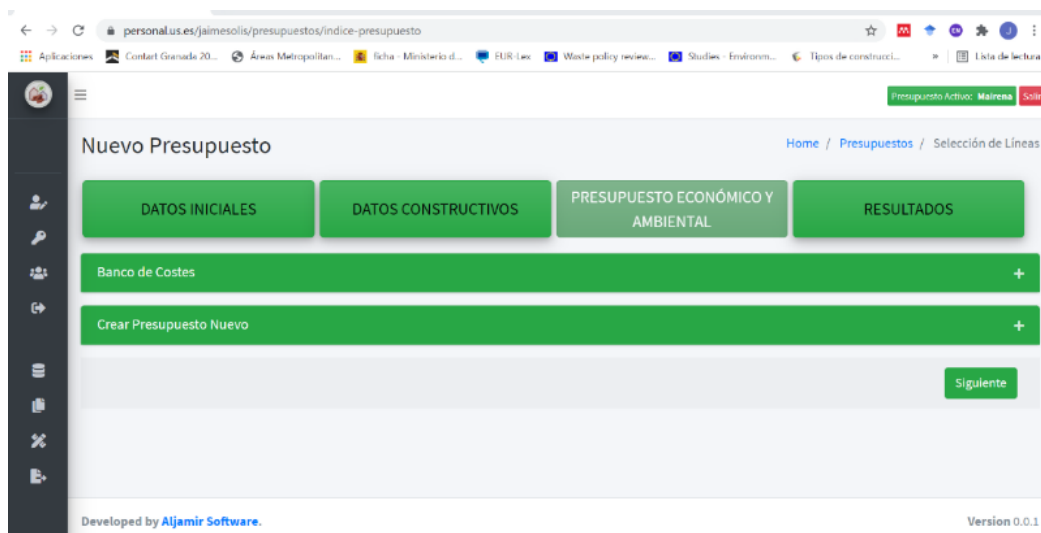 personal.us.es/jaimesolis/presupuestos/indice-presupuesto
Aplicaciones Contart Granada 20... Áreas Metropolitan... ficha - Ministerio d... EUR-Lex Waste policy review... Studies - Environm... Tipos de construcci... » Lista de lectura
Presupuesto Activo: Mairena Salir
Nuevo Presupuesto
Home / Presupuestos / Selección de Líneas
DATOS INICIALES
DATOS CONSTRUCTIVOS
PRESUPUESTO ECONÓMICO Y
AMBIENTAL
RESULTADOS
Banco de Costes +
Crear Presupuesto Nuevo +
Siguiente
Developed by Aljamir Software.
Version 0.0.1